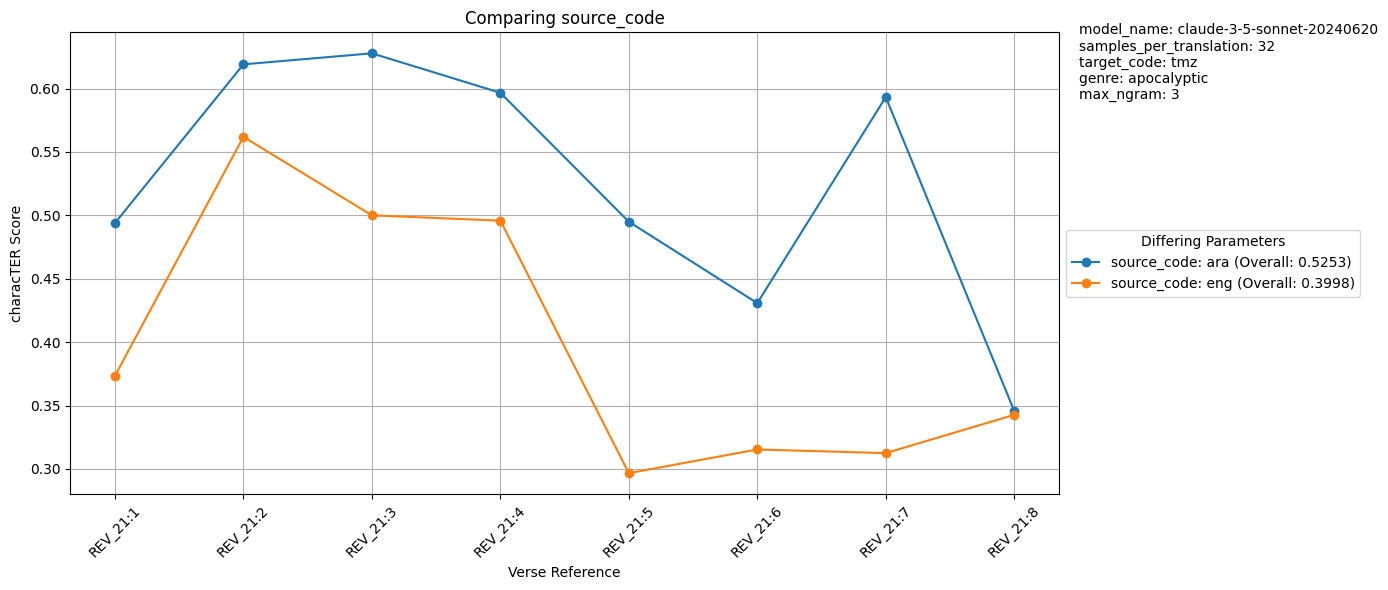 Comparing source_code
model_name: claude-3-5-sonnet-20240620
samples_per_translation: 32
target_code: tmz
genre: apocalyptic
max_ngram: 3
characTER Score
0.60
0.55
0.50
0.45
0.40
0.35
0.30
Differing Parameters
source_code: ara (Overall: 0.5253)
source_code: eng (Overall: 0.3998)
REV_21:1
REV_21:2
REV_21:3
REV_21:4
REV_21:5
REV_21:6
REV_21:7
REV_21:8
Verse Reference